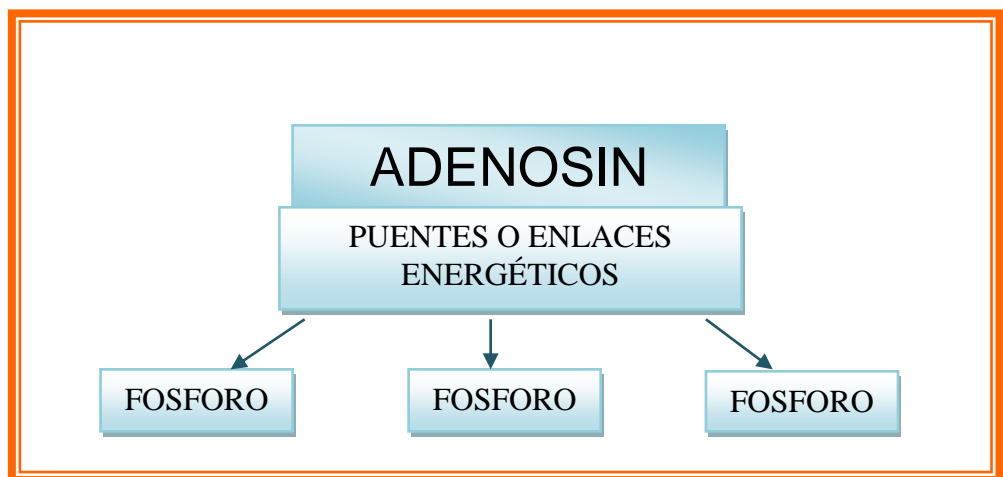 ADENOSIN
PUENTES O ENLACES
ENERGÉTICOS
FOSFORO FOSFORO FOSFORO